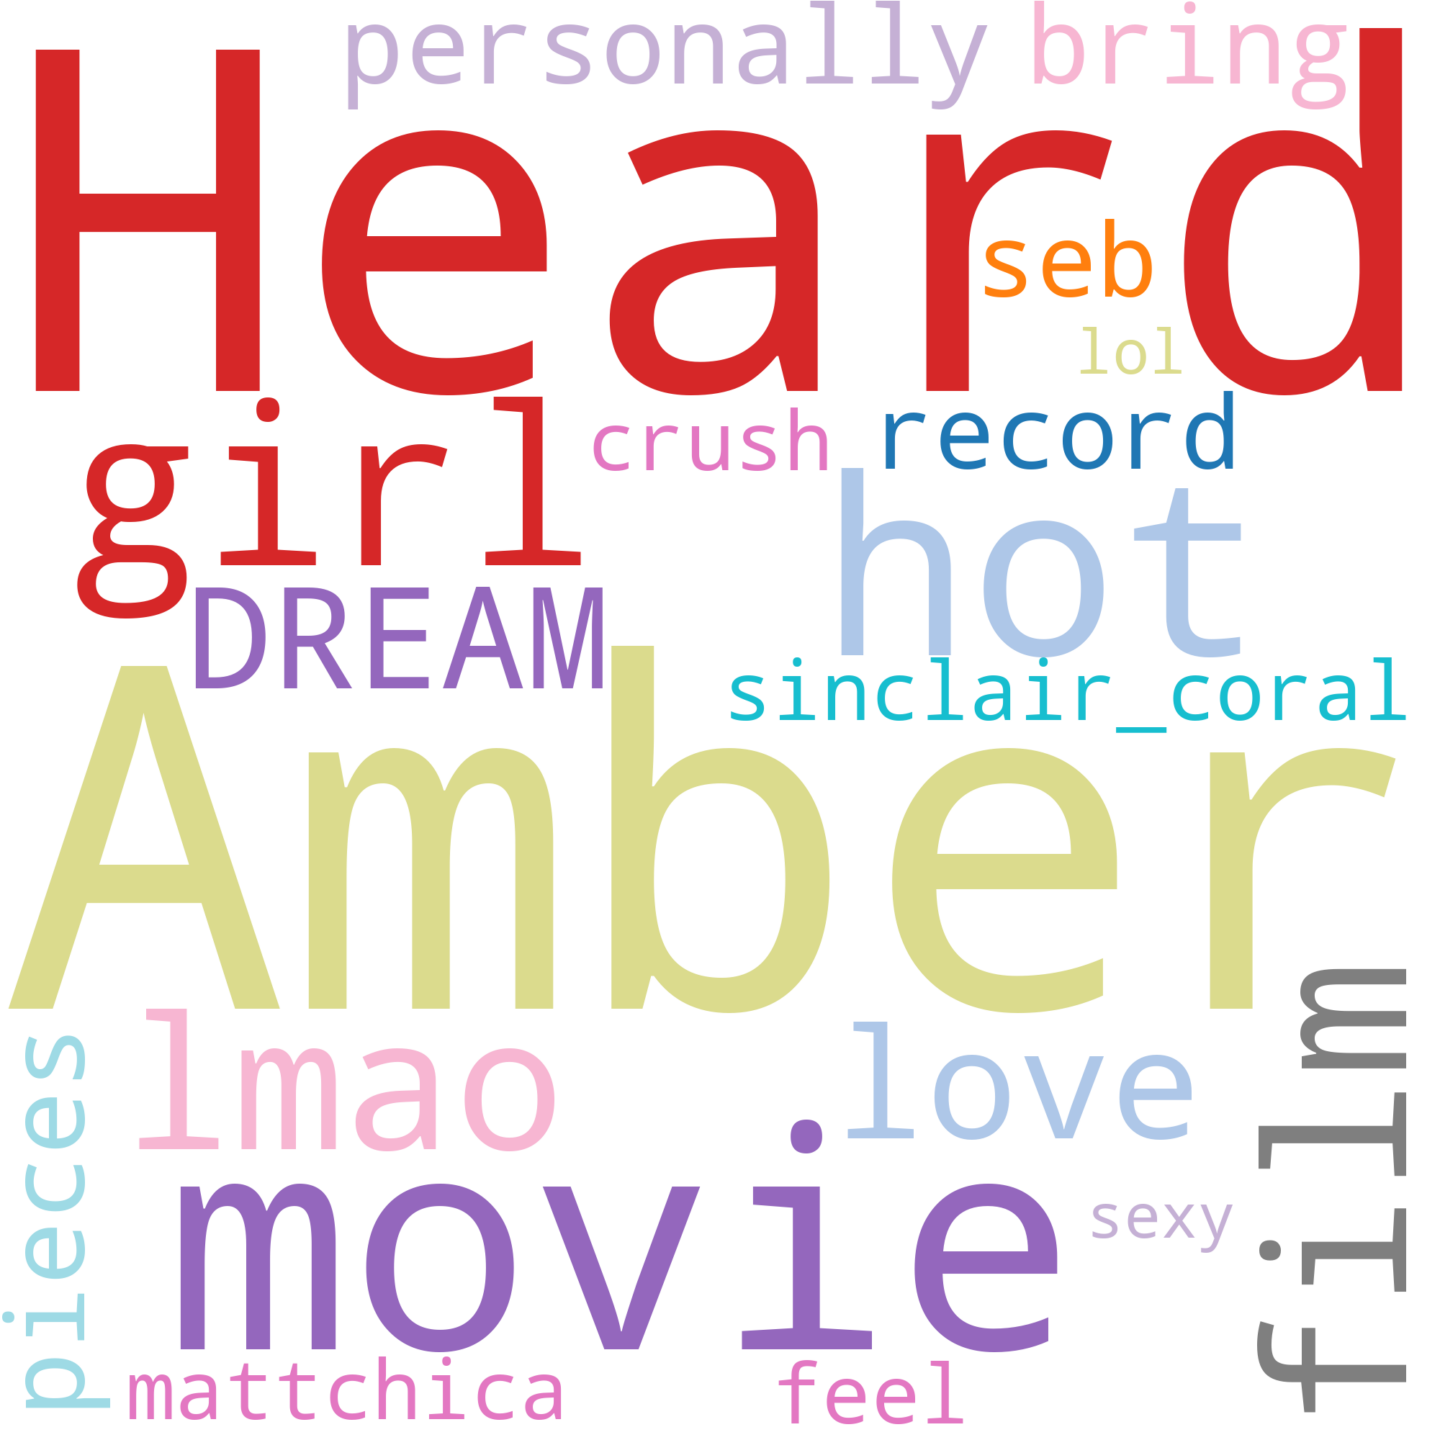 personally bring
Heard
seb
lol
girl crush record
hot
DREAM
sinclair_coral
Amber
film
pieces lmao love
movie sexy
mattchica feel